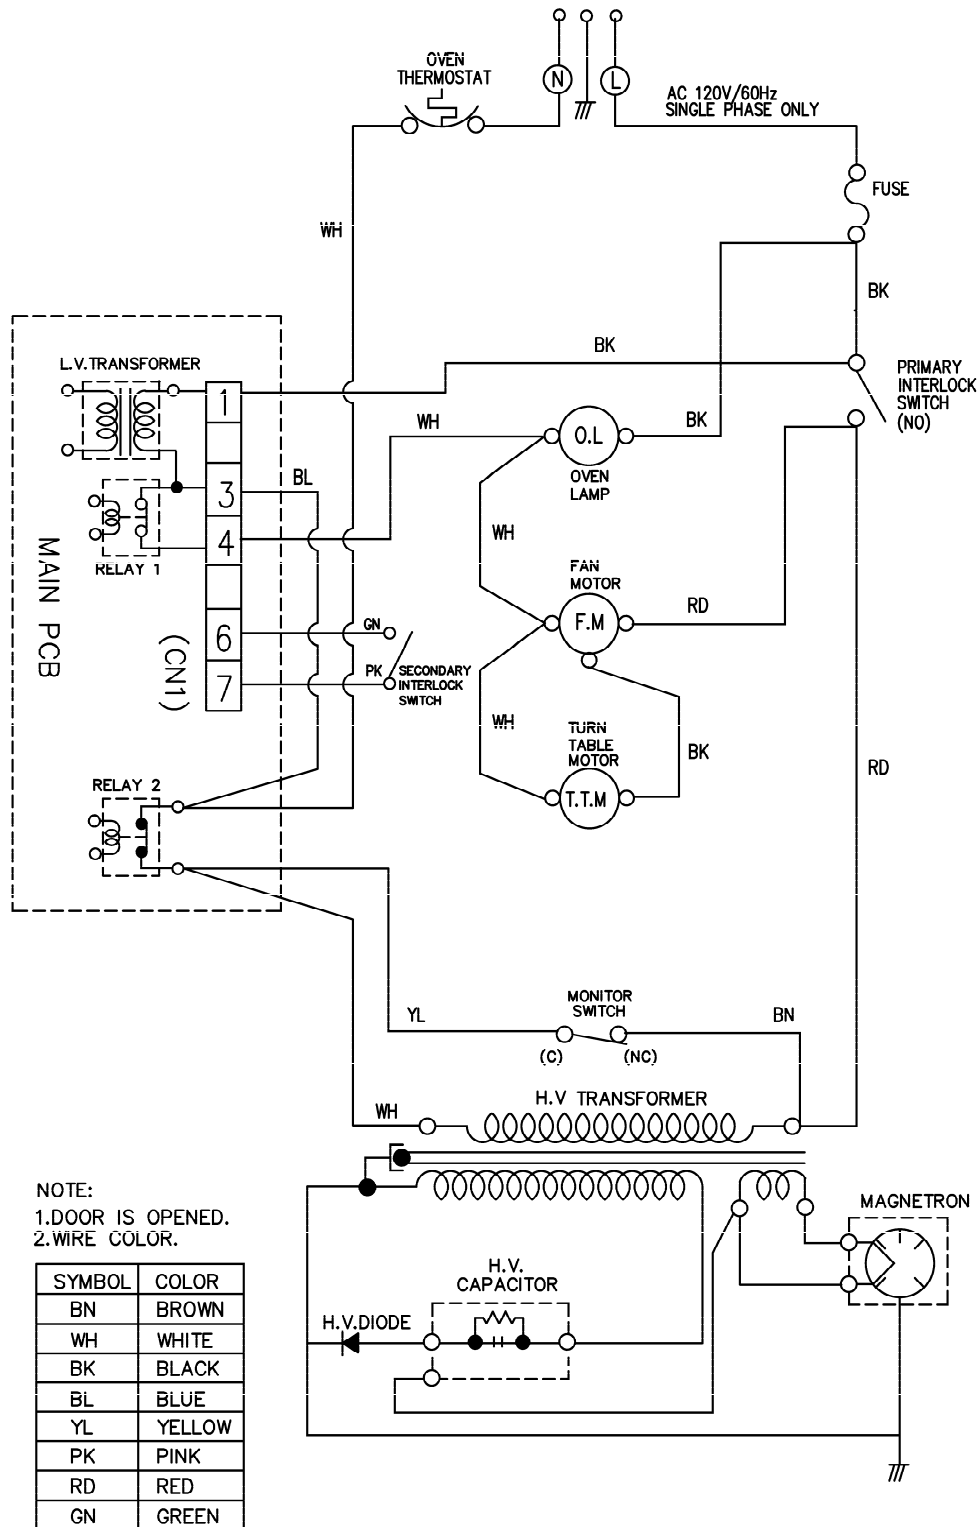 OVEN
THERMOSTAT
N
L
AC 120V/60Hz
SINGLE PHASE ONLY
FUSE
WH
BK
L.V.TRANSFORMER
BK
PRIMARY
INTERLOCK
SWITCH
(NO)
1
WH
O.L
BK
OVEN
LAMP
BL
3
4
RELAY 1
WH
FAN
MOTOR
F.M
RD
MAIN PCB
(CN1)
6
GN
7
PK
SECONDARY
INTERLOCK
SWITCH
WH
TURN
TABLE
MOTOR
T.T.M
BK
RD
RELAY 2
MONITOR
SWITCH
YL
BN
(C)
(NC)
H.V TRANSFORMER
WH
MAGNETRON
H.V.
CAPACITOR
H.V.DIODE
NOTE:
1.DOOR IS OPENED.
2.WIRE COLOR.
SYMBOL COLOR
BN BROWN
WH WHITE
BK BLACK
BL BLUE
YL YELLOW
PK PINK
RD RED
GN GREEN